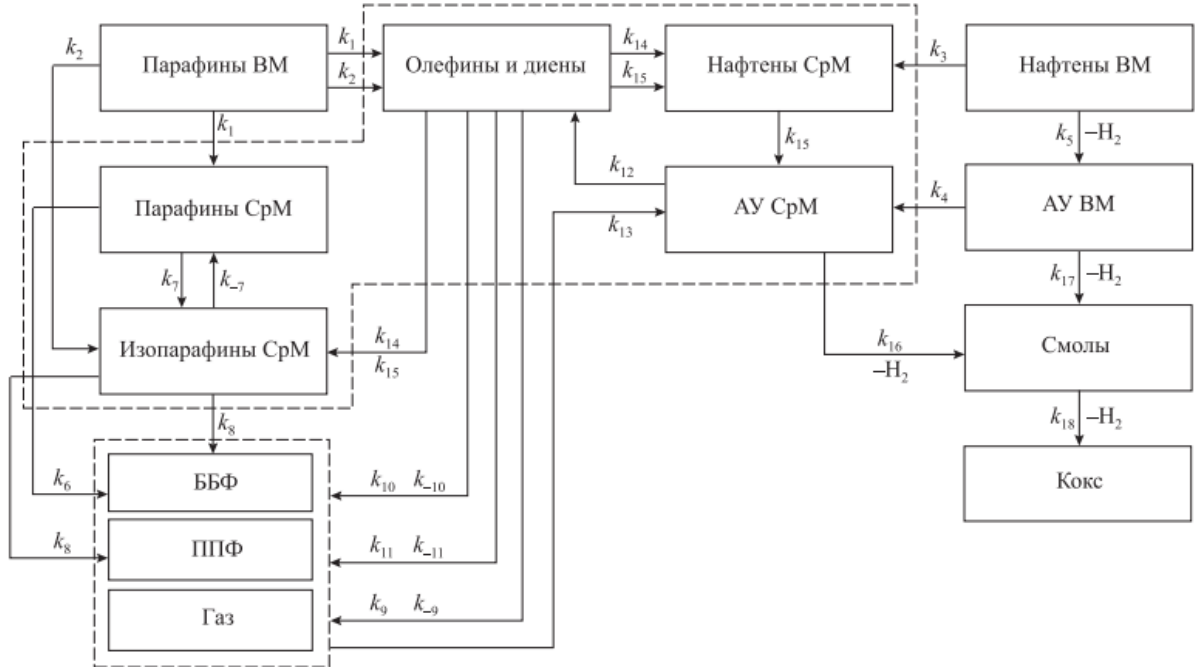 k₂
Парафины ВМ
k₁
k₂
Олефины и диены
k₁₄
k₁₅
Нафтены СрМ
k₃
Нафтены ВМ
k₁
k₁₅
k₅ –H₂
Парафины СрМ
k₁₂
k₁₃
АУ СрМ
k₄
АУ ВМ
k₇
k₋₇
k₁₇ –H₂
Изопарафины СрМ
k₁₄
k₁₅
k₁₆
–H₂
Смолы
k₈
k₁₈ –H₂
k₆
ББФ
k₁₀ k₋₁₀
Кокс
k₈
ППФ
k₁₁ k₋₁₁
Газ
k₉ k₋₉